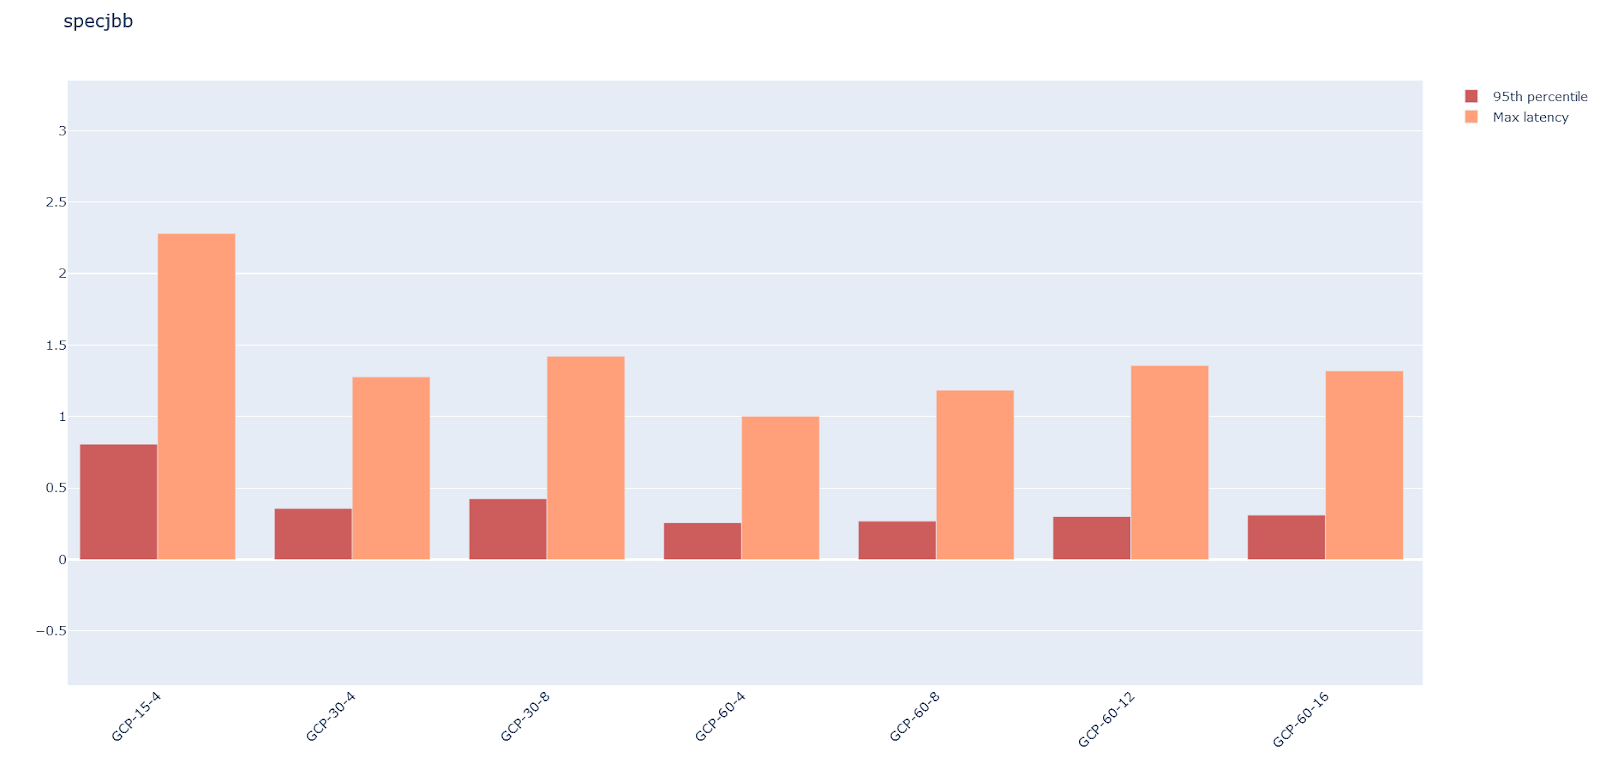 specjbb
95th percentile
Max latency
3
2.5
2
1.5
1
0.5
0
−0.5
GCP-15-4
GCP-30-4
GCP-30-8
GCP-60-4
GCP-60-8
GCP-60-12
GCP-60-16